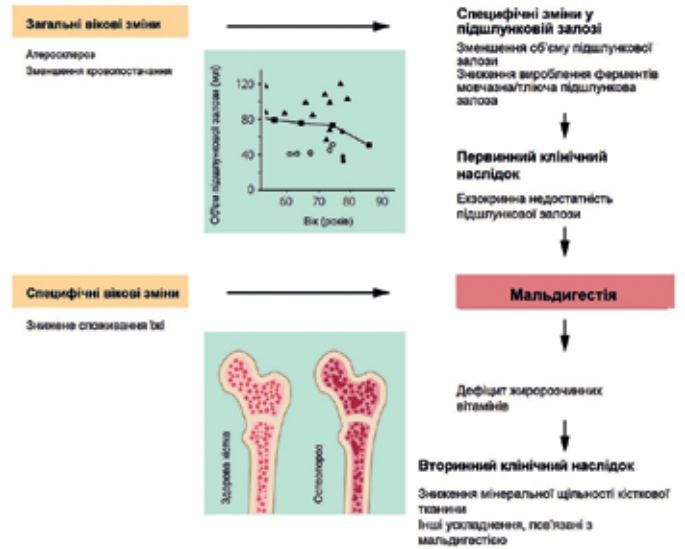 Загальні вікові зміни
Атеросклероз
Зменшення кровопостачання
Об'єм підшлункової залози (мл)
120
80
40
0
60
70
80
90
Вік (років)
Специфічні зміни у
підшлунковій залозі
Зменшення об'єму підшлункової
залози
Зниження вироблення ферментів
мовчазна/тліюча підшлункова
залоза
Первинний клінічний
наслідок
Екзокринна недостатність
підшлункової залози
Специфічні вікові зміни
Знижене споживання їжі
Мальдигестія
Здорова кістка
Остеопороз
Дефіцит жиророзчинних
вітамінів
Вторинний клінічний наслідок
Зниження мінеральної щільності кісткової
тканини
Інші ускладнення, пов'язані з
мальдигестією